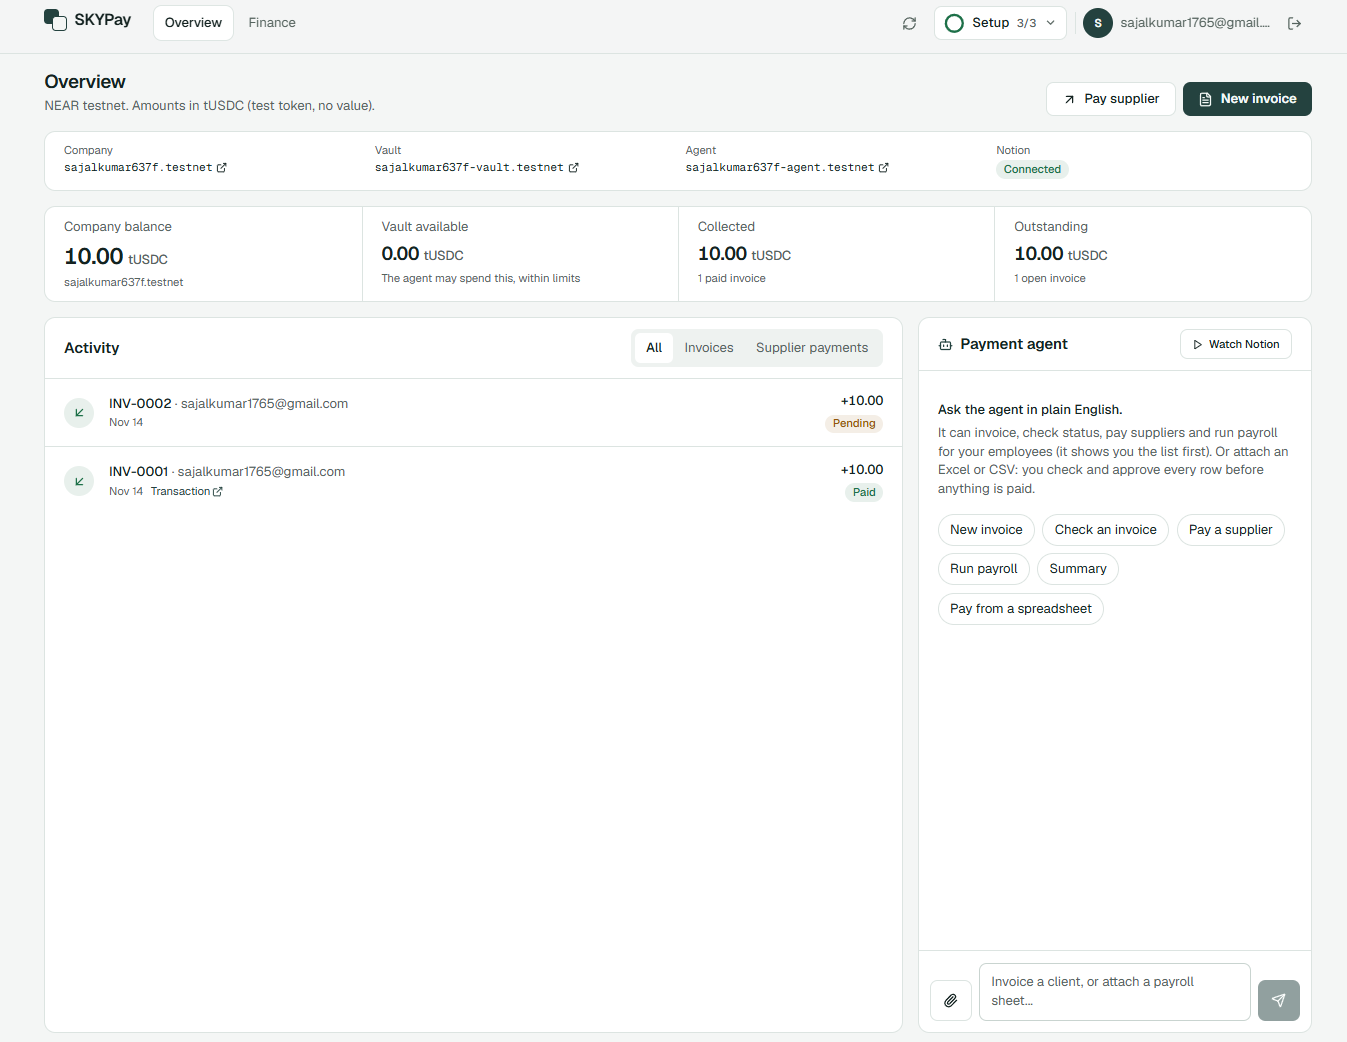 SKYPay
Overview
Finance
Setup 3/3
S
sajalkumar1765@gmail....
Overview
NEAR testnet. Amounts in tUSDC (test token, no value).
Pay supplier
New invoice
Company
sajalkumar637f.testnet
Vault
sajalkumar637f-vault.testnet
Agent
sajalkumar637f-agent.testnet
Notion
Connected
Company balance
10.00 tUSDC
sajalkumar637f.testnet
Vault available
0.00 tUSDC
The agent may spend this, within limits
Collected
10.00 tUSDC
1 paid invoice
Outstanding
10.00 tUSDC
1 open invoice
Activity
All
Invoices
Supplier payments
INV-0002 · sajalkumar1765@gmail.com
Nov 14
+10.00
Pending
INV-0001 · sajalkumar1765@gmail.com
Nov 14 Transaction
+10.00
Paid
Payment agent
Watch Notion
Ask the agent in plain English.
It can invoice, check status, pay suppliers and run payroll
for your employees (it shows you the list first). Or attach an
Excel or CSV: you check and approve every row before
anything is paid.
New invoice
Check an invoice
Pay a supplier
Run payroll
Summary
Pay from a spreadsheet
Invoice a client, or attach a payroll
sheet...